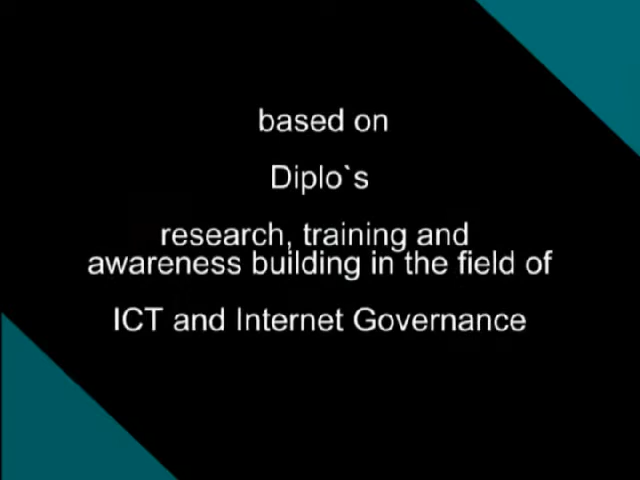 based on
Diplo`s
research, training and
awareness building in the field of
ICT and Internet Governance